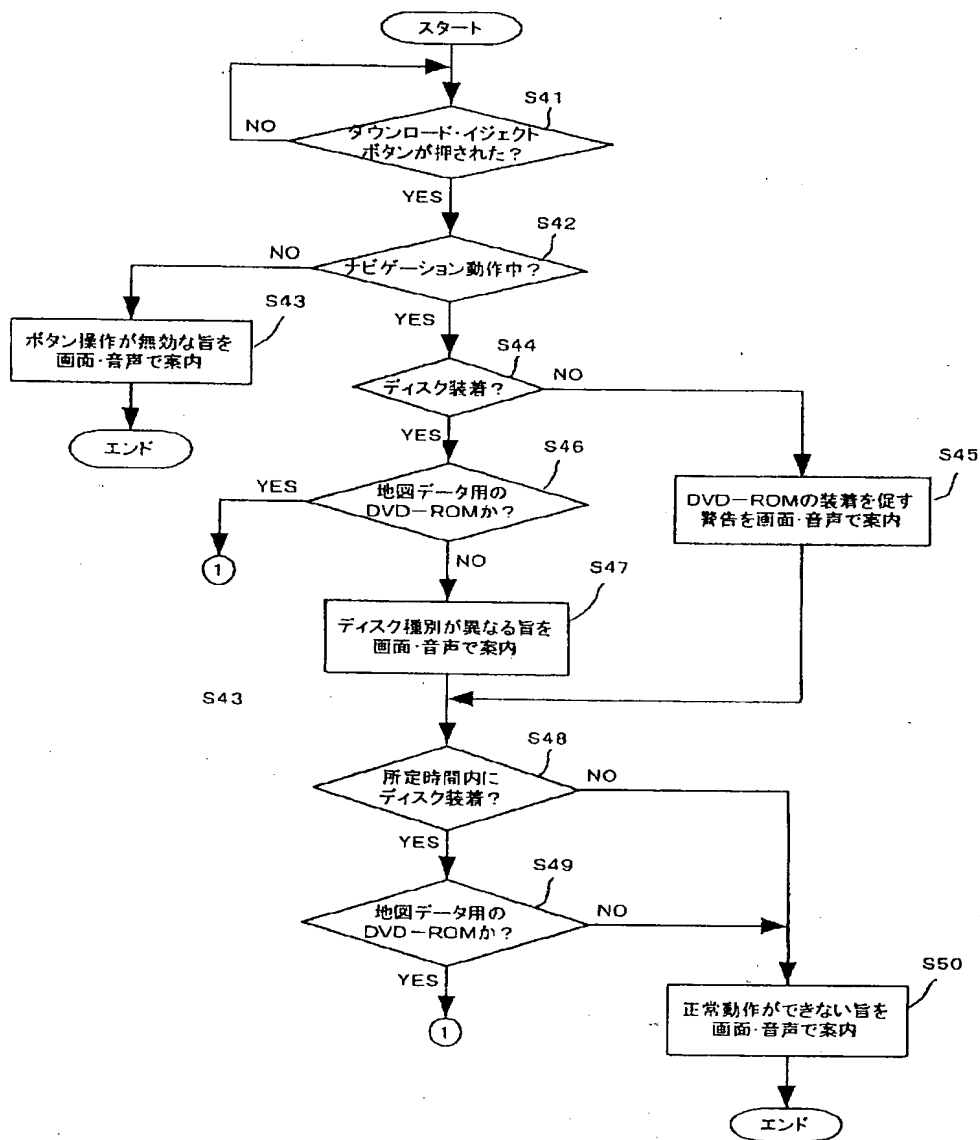 スタート
S41
ダウンロード・イジェクト
ボタンが押された?
NO
YES
S42
ナビゲーション動作中?
NO
YES
S43
ボタン操作が無効な旨を
画面・音声で案内
エンド
S44
ディスク装着?
NO
YES
S45
DVD-ROMの装着を促す
警告を画面・音声で案内
S46
地図データ用の
DVD-ROMか?
YES
1
NO
S47
ディスク種別が異なる旨を
画面・音声で案内
S43
S48
所定時間内に
ディスク装着?
NO
YES
S49
地図データ用の
DVD-ROMか?
NO
YES
1
S50
正常動作ができない旨を
画面・音声で案内
エンド